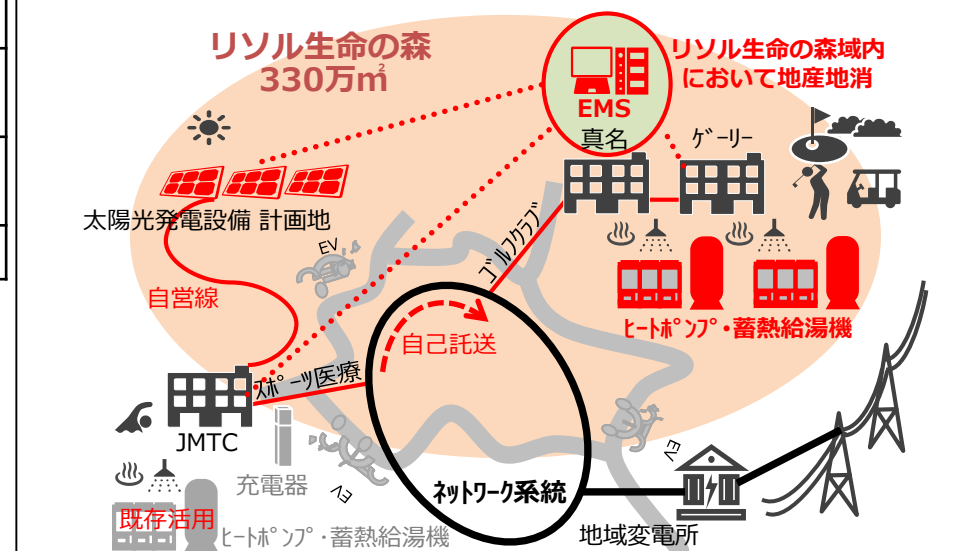 リソル生命の森
330万㎡
リソル生命の森域内
において地産地消
EMS
真名
ｹﾞｰﾘｰ
太陽光発電設備 計画地
EV
ｺﾞﾙﾌｸﾗﾌﾞ
自営線
自己託送
ﾋｰﾄﾎﾟﾝﾌﾟ・蓄熱給湯機
ｽﾎﾟｰﾂ医療
JMTC
充電器
EV
EV
ﾈｯﾄﾜｰｸ系統
既存活用
ﾋｰﾄﾎﾟﾝﾌﾟ・蓄熱給湯機
地域変電所